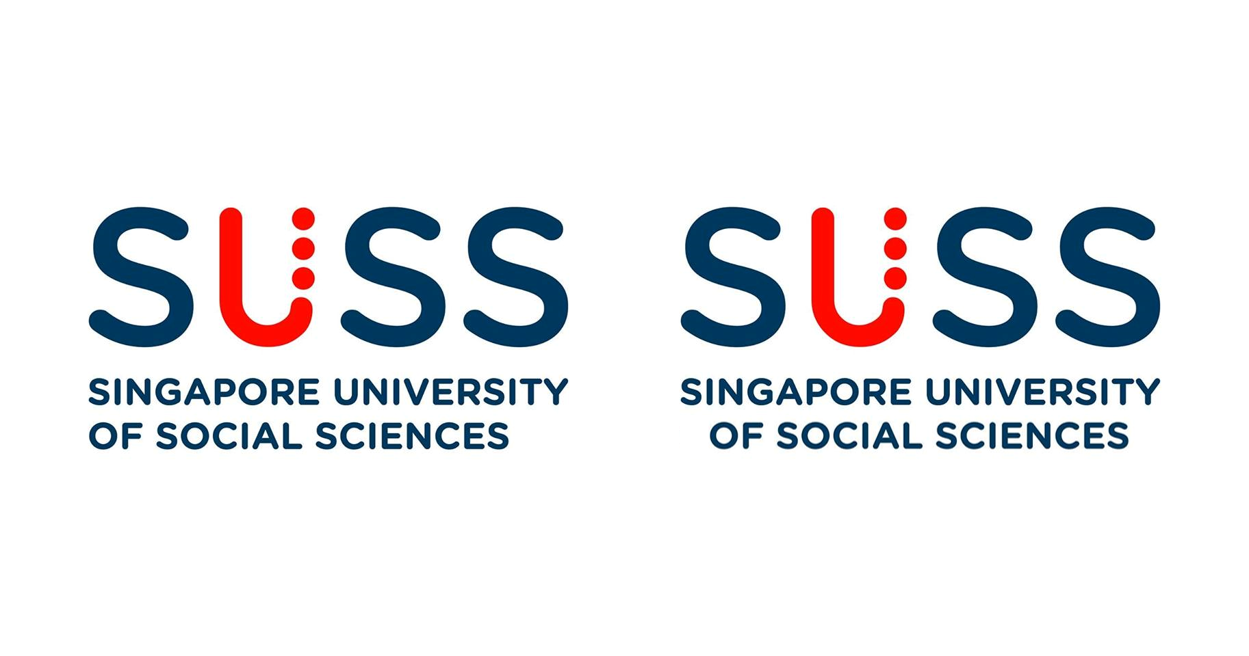 SUSS
SINGAPORE UNIVERSITY
OF SOCIAL SCIENCES
SUSS
SINGAPORE UNIVERSITY
OF SOCIAL SCIENCES